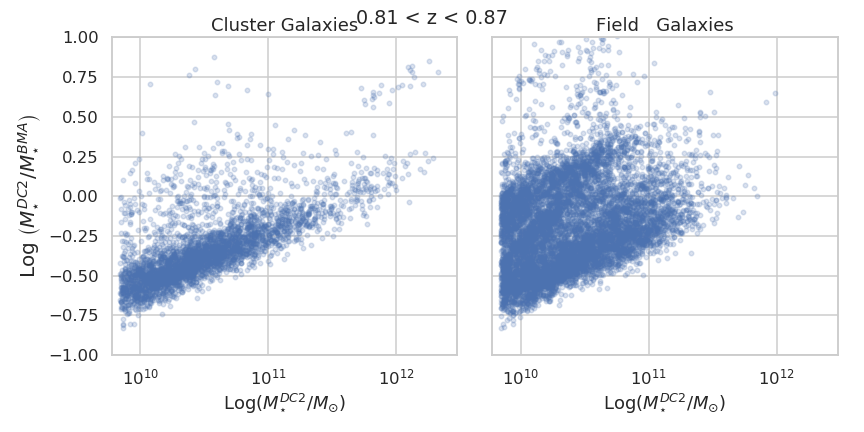 0.81 < z < 0.87
Cluster Galaxies
Field Galaxies
1.00
0.75
0.50
0.25
0.00
−0.25
−0.50
−0.75
−1.00
Log (M⋆^{DC2}/M⋆^{BMA})
10^{10} 10^{11} 10^{12}
10^{10} 10^{11} 10^{12}
Log(M⋆^{DC2}/M⊙)
Log(M⋆^{DC2}/M⊙)